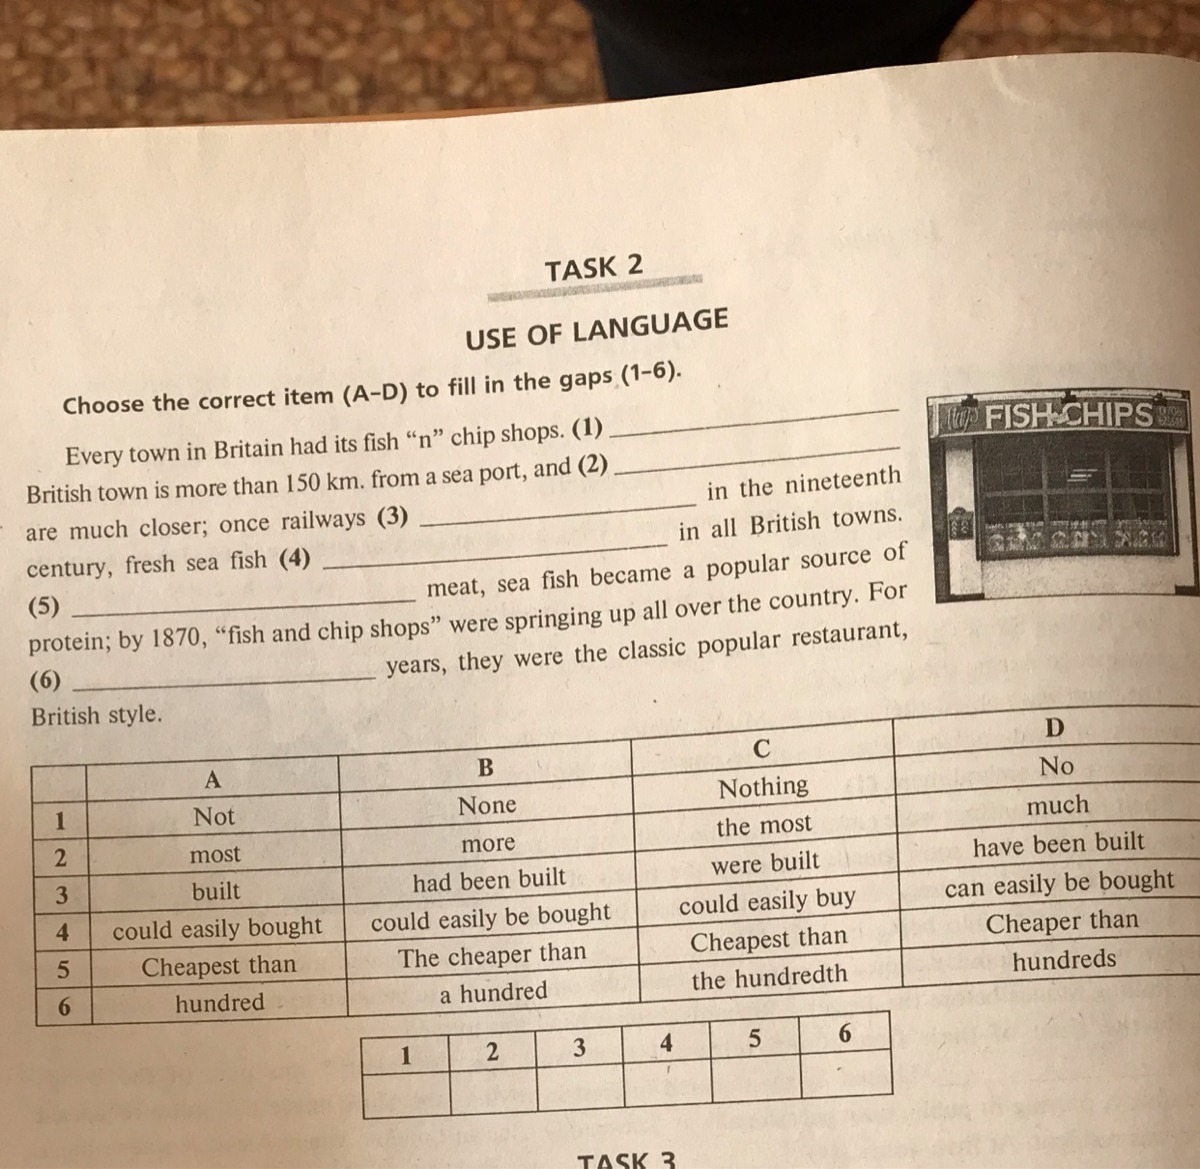 TASK 2
USE OF LANGUAGE
Choose the correct item (A–D) to fill in the gaps (1–6).
Every town in Britain had its fish “n” chip shops. (1)
British town is more than 150 km. from a sea port, and (2)
are much closer; once railways (3) in the nineteenth
century, fresh sea fish (4) in all British towns.
(5) meat, sea fish became a popular source of
protein; by 1870, “fish and chip shops” were springing up all over the country. For
(6) years, they were the classic popular restaurant,
British style.
FISH CHIPS
A B C D
1 Not None Nothing No
2 most more the most much
3 built had been built were built have been built
4 could easily bought could easily be bought could easily buy can easily be bought
5 Cheapest than The cheaper than Cheapest than Cheaper than
6 hundred a hundred the hundredth hundreds
1 2 3 4 5 6
TASK 3